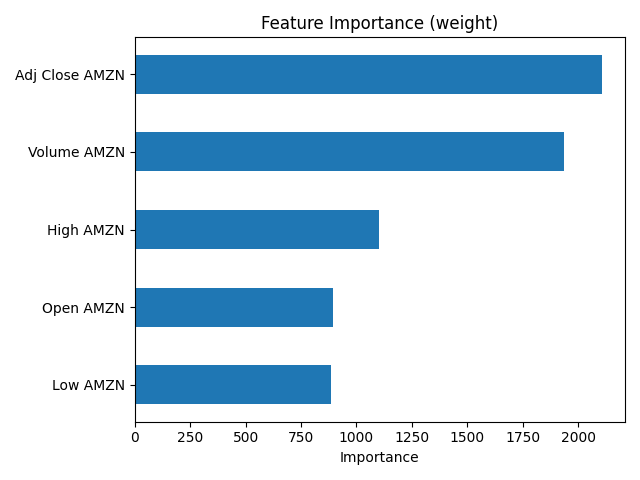 Feature Importance (weight)
Adj Close AMZN
Volume AMZN
High AMZN
Open AMZN
Low AMZN
0 250 500 750 1000 1250 1500 1750 2000
Importance